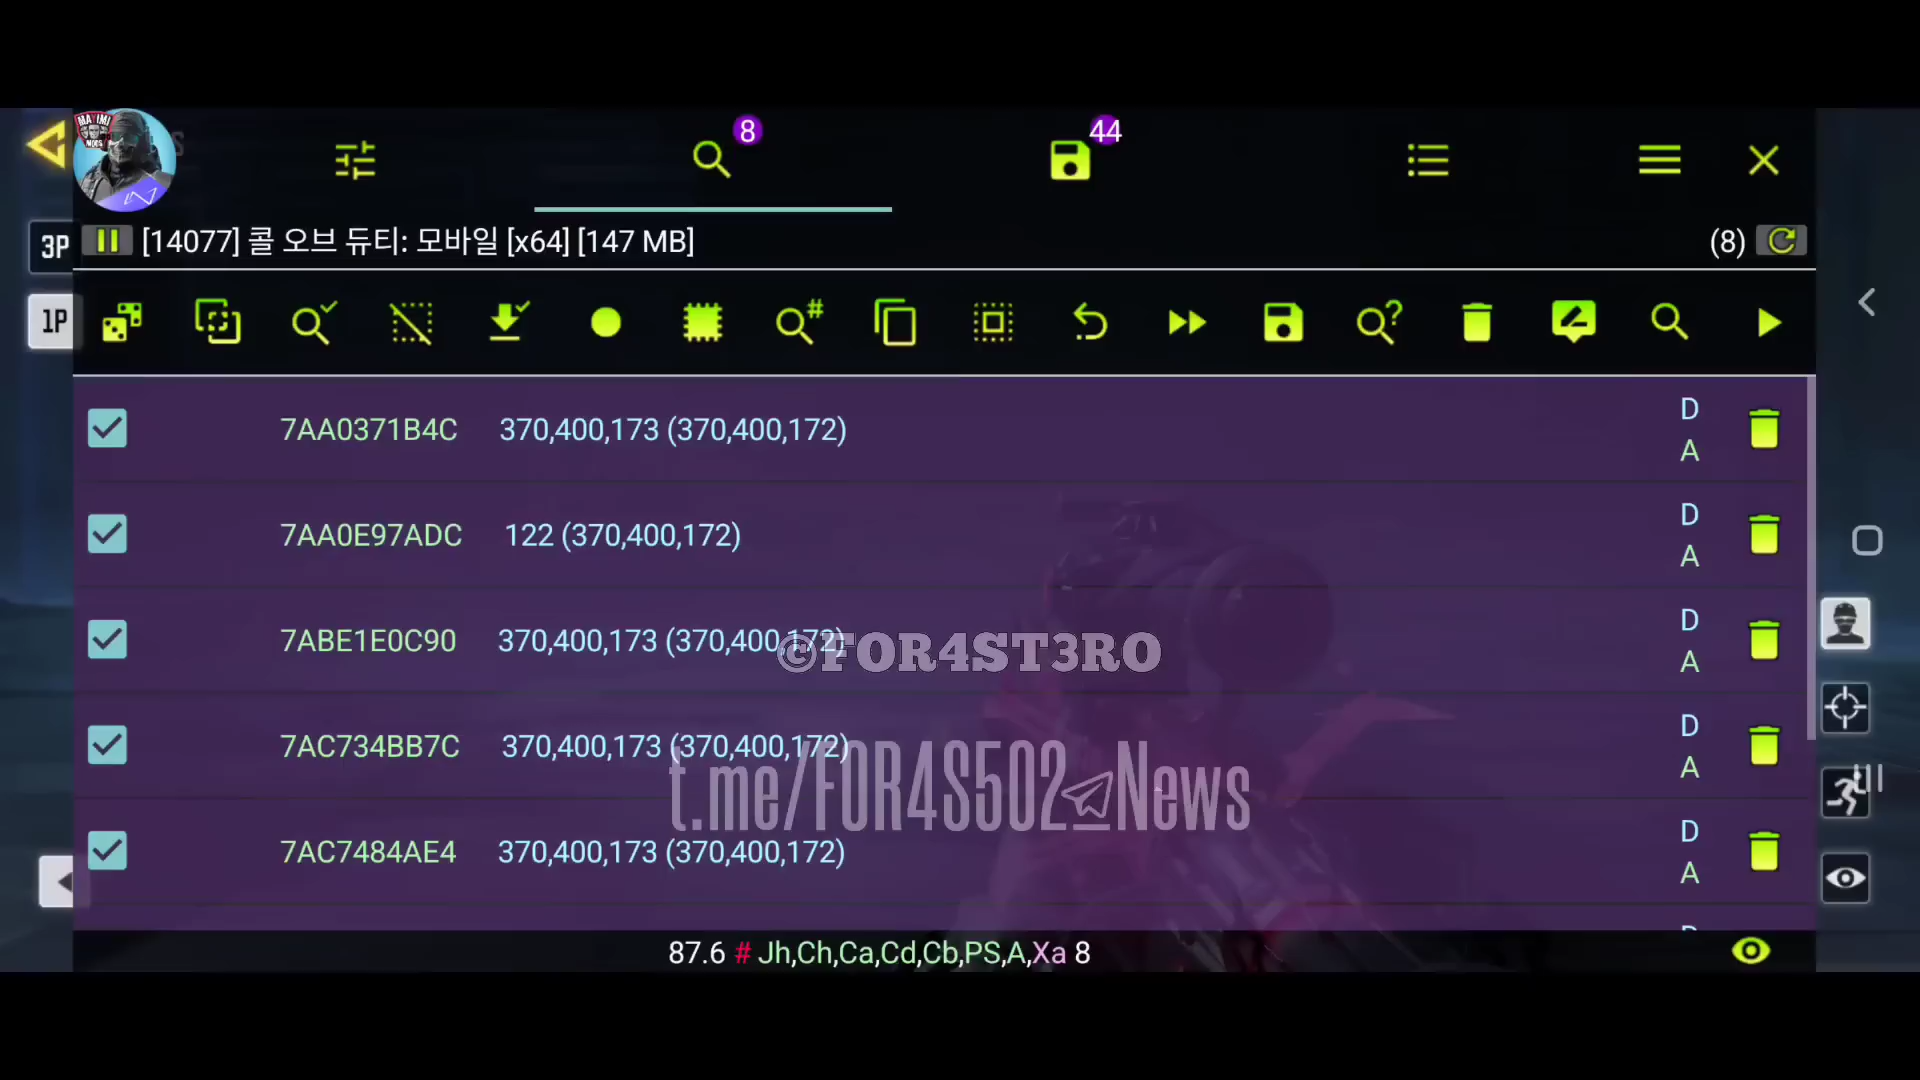 8
44
MAYIMI
MODS
S
3P
[14077] 콜 오브 듀티: 모바일 [x64] [147 MB]
(8)
1P
7AA0371B4C 370,400,173 (370,400,172) D A
7AA0E97ADC 122 (370,400,172) D A
7ABE1E0C90 370,400,173 (370,400,172) D A
©FOR4ST3RO
7AC734BB7C 370,400,173 (370,400,172) D A
t.me/FOR4S502_News
7AC7484AE4 370,400,173 (370,400,172) D A
87.6 # Jh,Ch,Ca,Cd,Cb,PS,A,Xa 8